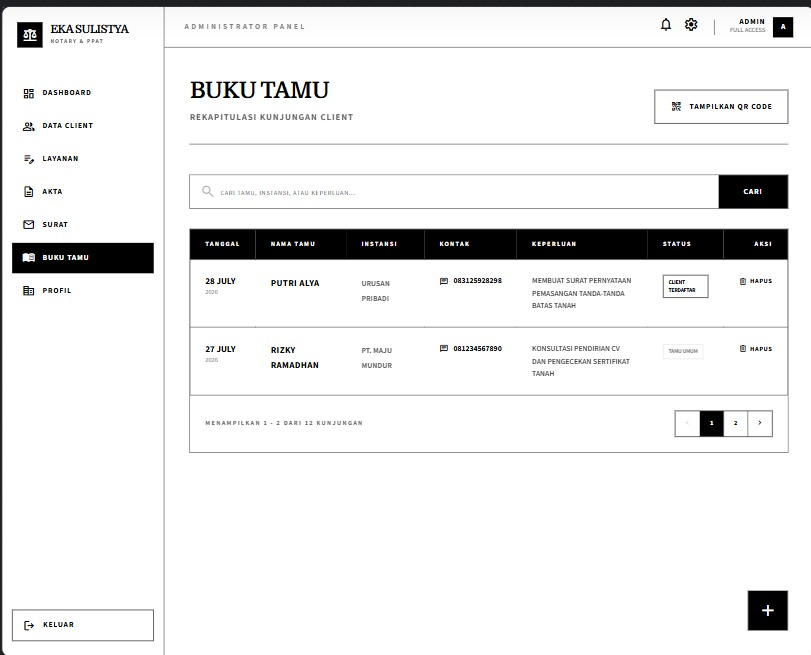 EKA SULISTYA
NOTARY & PPAT
ADMINISTRATOR PANEL
ADMIN
FULL ACCESS
A
DASHBOARD
DATA CLIENT
LAYANAN
AKTA
SURAT
BUKU TAMU
PROFIL
KELUAR
BUKU TAMU
REKAPITULASI KUNJUNGAN CLIENT
TAMPILKAN QR CODE
CARI TAMU, INSTANSI, ATAU KEPERLUAN...
CARI
TANGGAL NAMA TAMU INSTANSI KONTAK KEPERLUAN STATUS AKSI
28 JULY
2026
PUTRI ALYA
URUSAN
PRIBADI
083125928298
MEMBUAT SURAT PERNYATAAN
PEMASANGAN TANDA-TANDA
BATAS TANAH
CLIENT
TERDAFTAR
HAPUS
27 JULY
2026
RIZKY
RAMADHAN
PT. MAJU
MUNDUR
081234567890
KONSULTASI PENDIRIAN CV
DAN PENGECEKAN SERTIFIKAT
TANAH
TAMU UMUM
HAPUS
MENAMPILKAN 1 - 2 DARI 12 KUNJUNGAN
‹ 1 2 ›
+